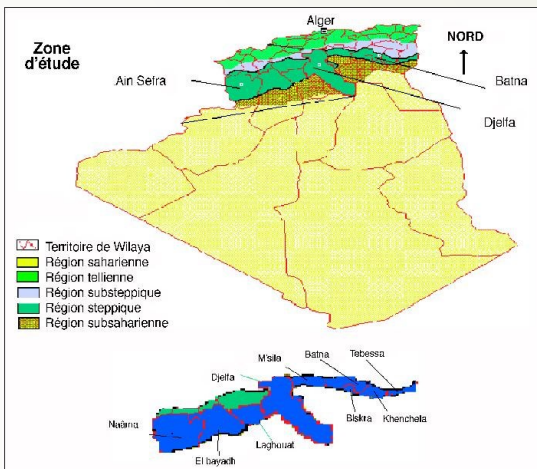 Alger
Zone
d'étude
NORD
Ain Sefra
Batna
Djelfa
Territoire de Wilaya
Région saharienne
Région tellienne
Région substeppique
Région steppique
Région subsaharienne
M'sila
Batna
Tebessa
Djelfa
Naâma
Biskra
Khenchela
Laghouat
El bayadh